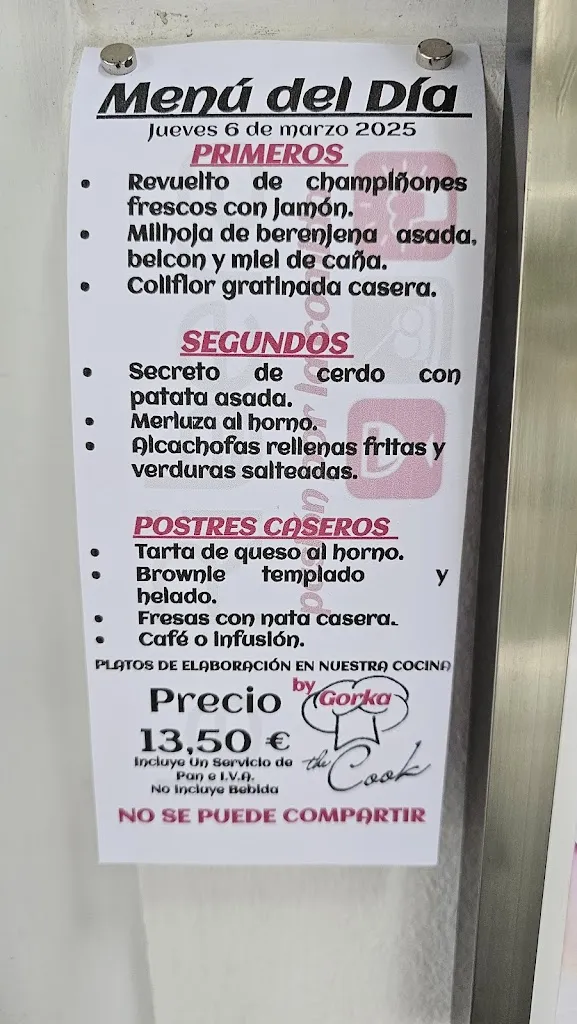 Menú del Día
Jueves 6 de marzo 2025
PRIMEROS
• Revuelto de champiñones
frescos con jamón.
• Milhoja de berenjena asada,
beicon y miel de caña.
• Coliflor gratinada casera.
SEGUNDOS
• Secreto de cerdo con
patata asada.
• Merluza al horno.
• Alcachofas rellenas fritas y
verduras salteadas.
POSTRES CASEROS
• Tarta de queso al horno.
• Brownie templado y
helado.
• Fresas con nata casera.
• Café o infusión.
PLATOS DE ELABORACIÓN EN NUESTRA COCINA
Precio
13,50 €
Incluye Un Servicio de
Pan e I.V.A.
No Incluye Bebida
by Gorka
the Cook
NO SE PUEDE COMPARTIR